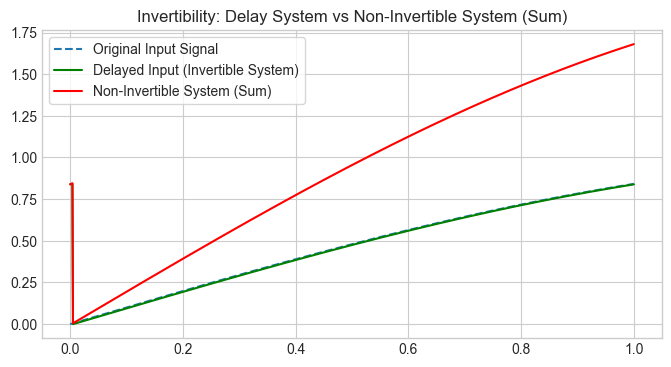 Invertibility: Delay System vs Non-Invertible System (Sum)
1.75
1.50
1.25
1.00
0.75
0.50
0.25
0.00
Original Input Signal
Delayed Input (Invertible System)
Non-Invertible System (Sum)
0.0 0.2 0.4 0.6 0.8 1.0